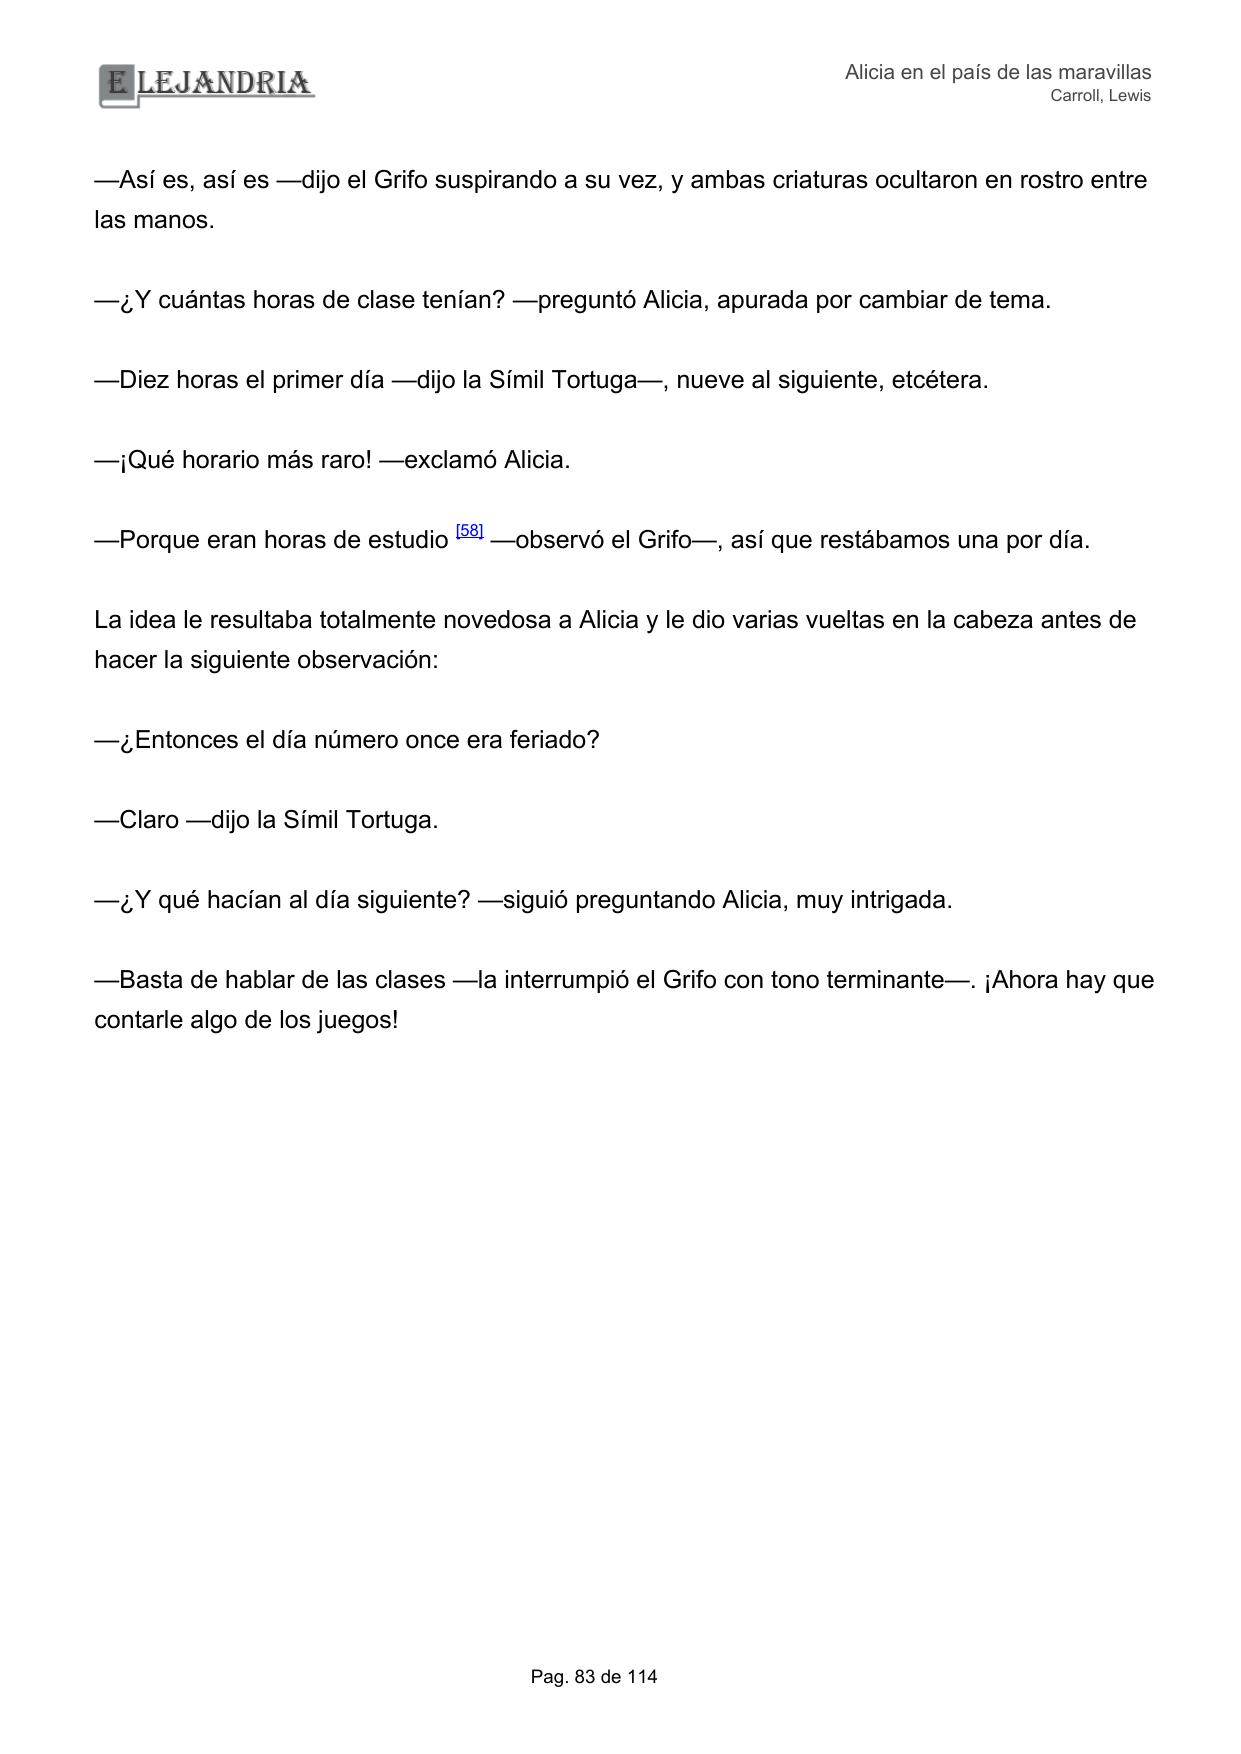 ELEJANDRIA
Alicia en el país de las maravillas
Carroll, Lewis
—Así es, así es —dijo el Grifo suspirando a su vez, y ambas criaturas ocultaron en rostro entre
las manos.
—¿Y cuántas horas de clase tenían? —preguntó Alicia, apurada por cambiar de tema.
—Diez horas el primer día —dijo la Símil Tortuga—, nueve al siguiente, etcétera.
—¡Qué horario más raro! —exclamó Alicia.
—Porque eran horas de estudio [58] —observó el Grifo—, así que restábamos una por día.
La idea le resultaba totalmente novedosa a Alicia y le dio varias vueltas en la cabeza antes de
hacer la siguiente observación:
—¿Entonces el día número once era feriado?
—Claro —dijo la Símil Tortuga.
—¿Y qué hacían al día siguiente? —siguió preguntando Alicia, muy intrigada.
—Basta de hablar de las clases —la interrumpió el Grifo con tono terminante—. ¡Ahora hay que
contarle algo de los juegos!
Pag. 83 de 114